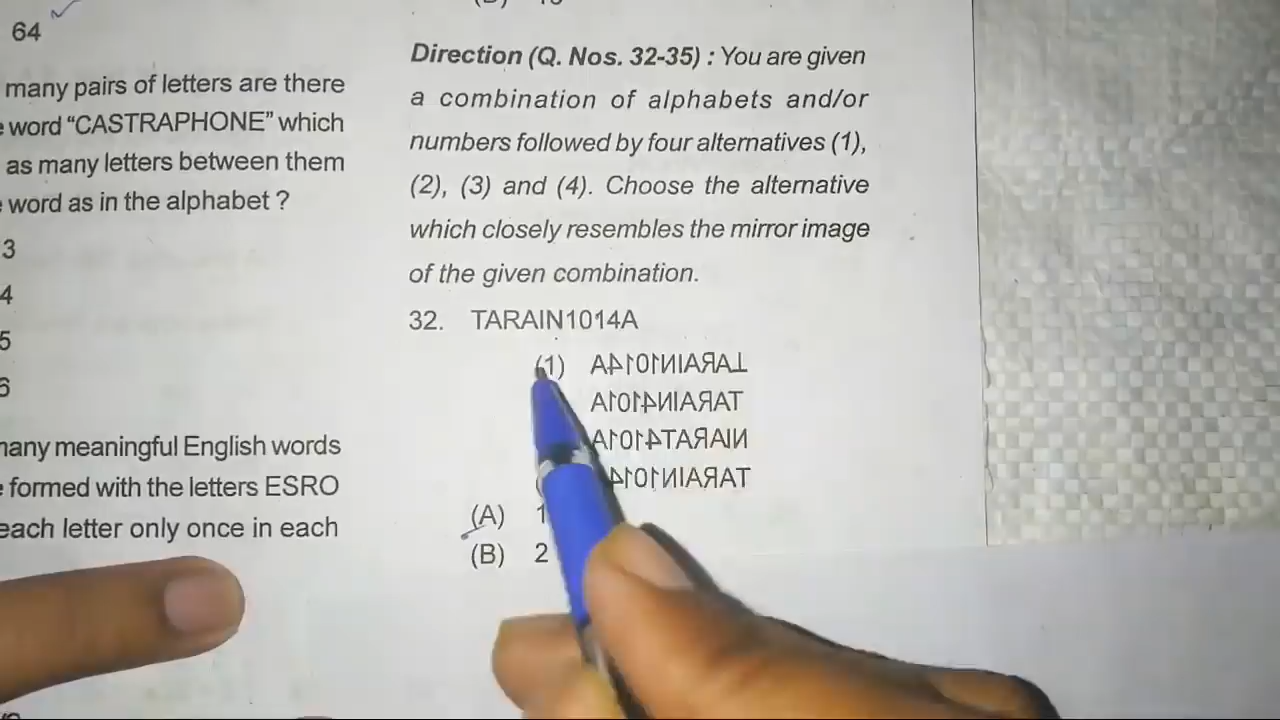 64
many pairs of letters are there
word “CASTRAPHONE” which
as many letters between them
word as in the alphabet ?
3
4
5
6
many meaningful English words
formed with the letters ESRO
each letter only once in each
Direction (Q. Nos. 32-35) : You are given
a combination of alphabets and/or
numbers followed by four alternatives (1),
(2), (3) and (4). Choose the alternative
which closely resembles the mirror image
of the given combination.
32. TARAIN1014A
(1)
(A) 1
(B) 2